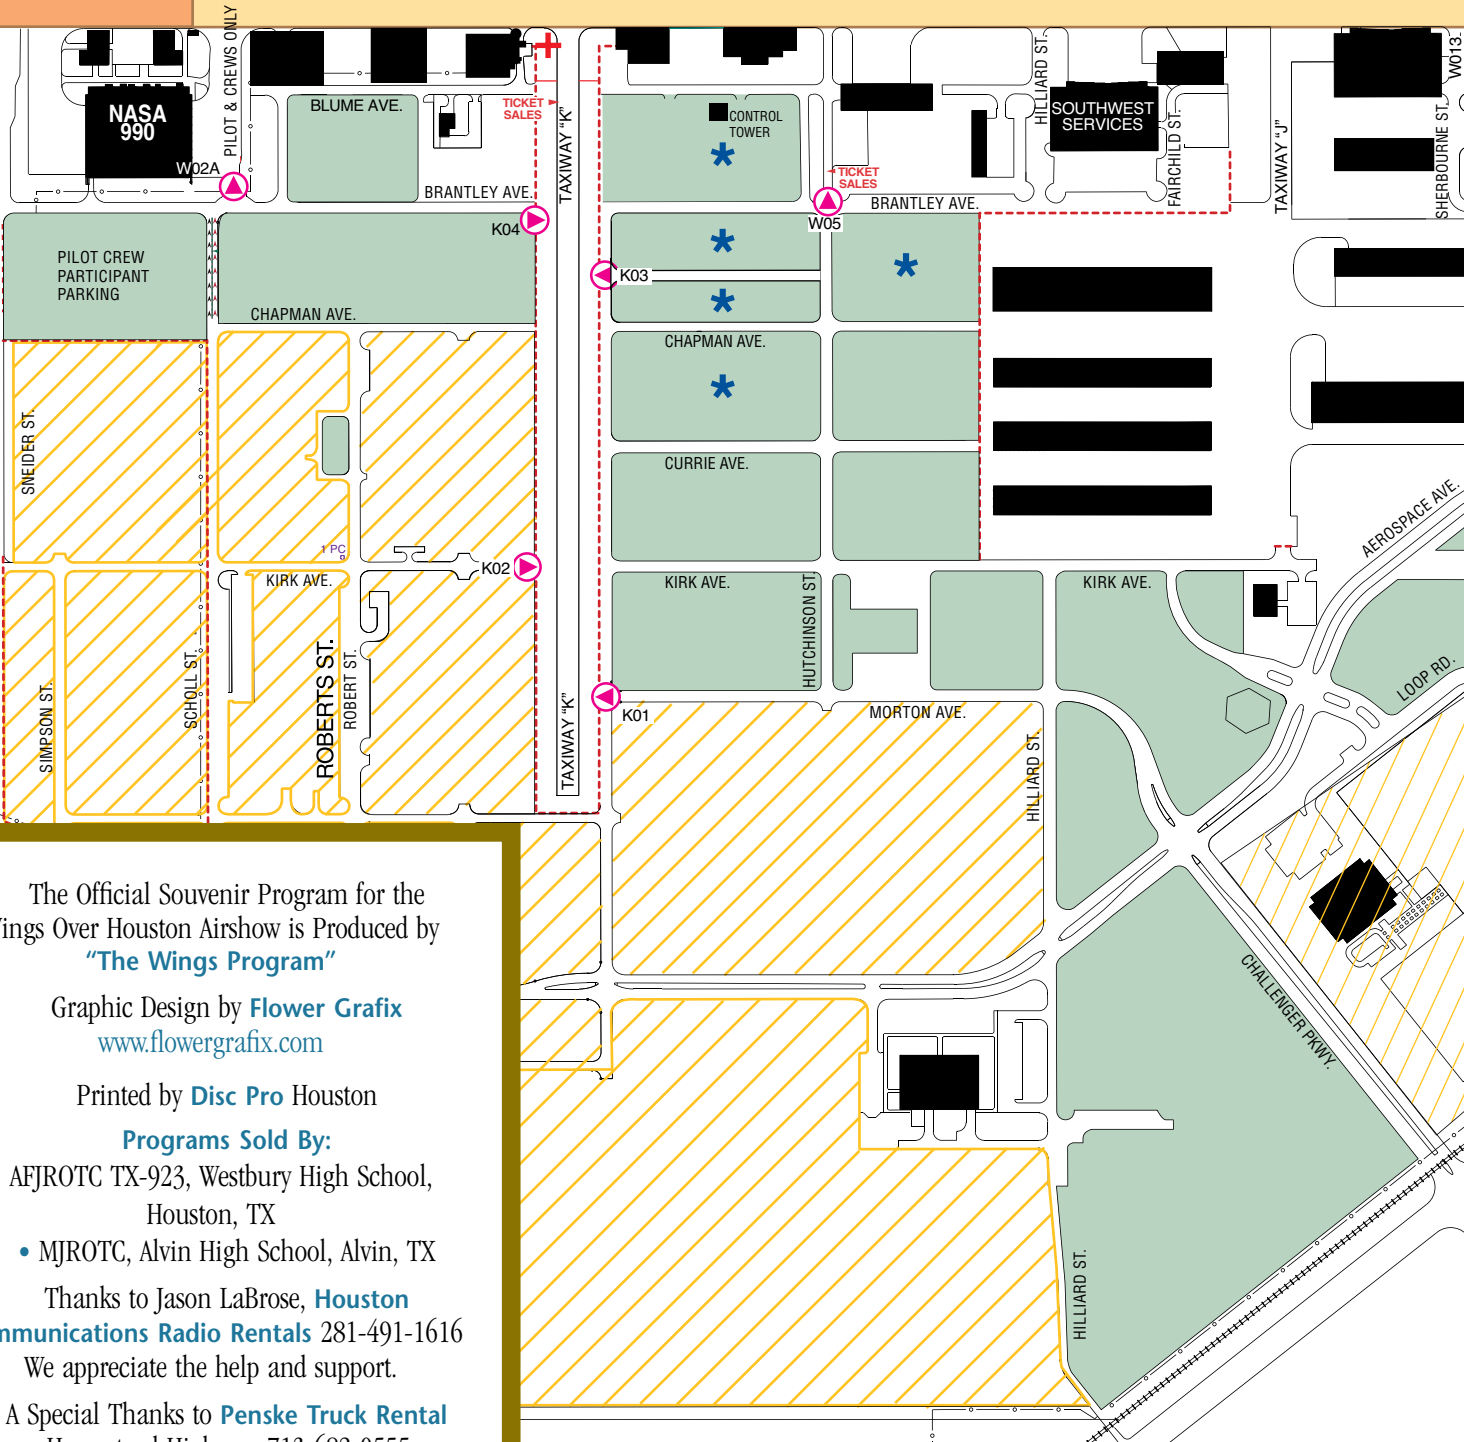 PILOT & CREWS ONLY
HILLIARD ST.
W013-
NASA
990
BLUME AVE.
TICKET
SALES
TAXIWAY “K”
CONTROL
TOWER
SOUTHWEST
SERVICES
FAIRCHILD ST.
TAXIWAY “J”
SHERBOURNE ST.
W02A
BRANTLEY AVE.
TICKET
SALES
BRANTLEY AVE.
W05
K04
PILOT CREW
PARTICIPANT
PARKING
K03
CHAPMAN AVE.
CHAPMAN AVE.
SNEIDER ST.
CURRIE AVE.
AEROSPACE AVE.
1 PC
K02
KIRK AVE.
KIRK AVE.
KIRK AVE.
HUTCHINSON ST.
SIMPSON ST.
SCHOLL ST.
ROBERTS ST.
ROBERT ST.
TAXIWAY “K”
K01
MORTON AVE.
LOOP RD.
HILLIARD ST.
CHALLENGER PKWY.
HILLIARD ST.
The Official Souvenir Program for the
ings Over Houston Airshow is Produced by
“The Wings Program”
Graphic Design by Flower Grafix
www.flowergrafix.com
Printed by Disc Pro Houston
Programs Sold By:
AFJROTC TX-923, Westbury High School,
Houston, TX
• MJROTC, Alvin High School, Alvin, TX
Thanks to Jason LaBrose, Houston
mmunications Radio Rentals 281-491-1616
We appreciate the help and support.
A Special Thanks to Penske Truck Rental